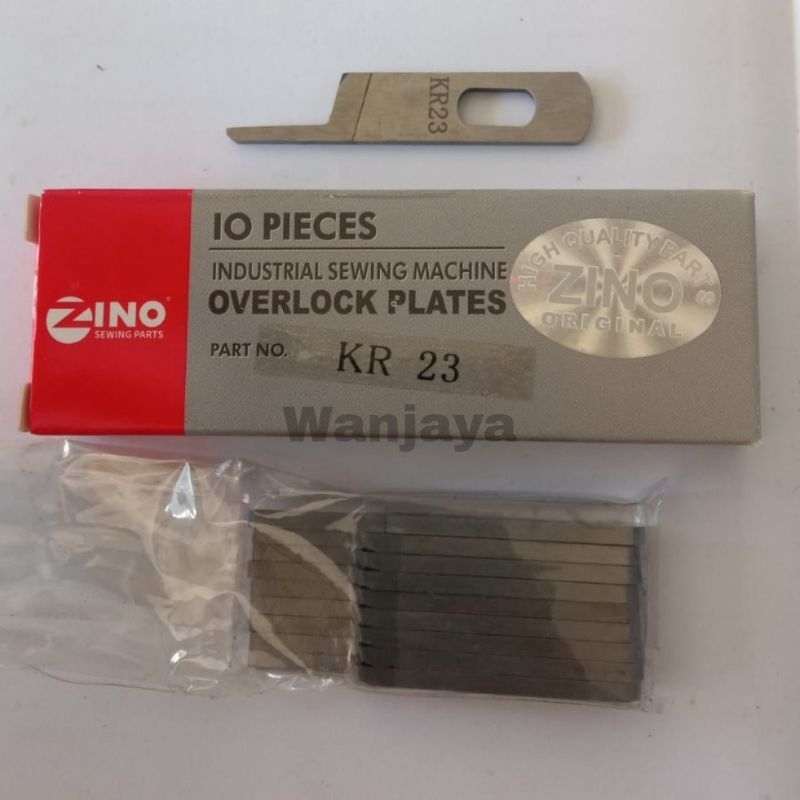 KR23
10 PIECES
INDUSTRIAL SEWING MACHINE
OVERLOCK PLATES
PART NO. KR 23
ZINO®
SEWING PARTS
HIGH QUALITY PARTS
ZINO
ORIGINAL
Wanjaya